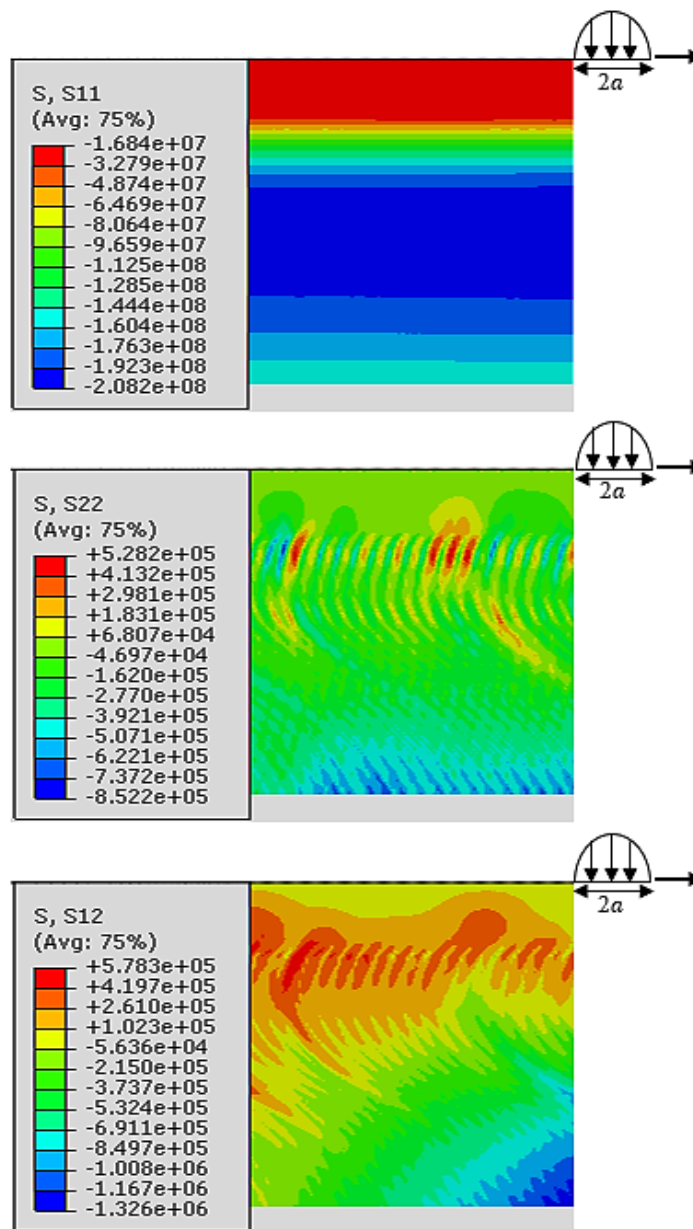 2a
S, S11
(Avg: 75%)
-1.684e+07
-3.279e+07
-4.874e+07
-6.469e+07
-8.064e+07
-9.659e+07
-1.125e+08
-1.285e+08
-1.444e+08
-1.604e+08
-1.763e+08
-1.923e+08
-2.082e+08
2a
S, S22
(Avg: 75%)
+5.282e+05
+4.132e+05
+2.981e+05
+1.831e+05
+6.807e+04
-4.697e+04
-1.620e+05
-2.770e+05
-3.921e+05
-5.071e+05
-6.221e+05
-7.372e+05
-8.522e+05
2a
S, S12
(Avg: 75%)
+5.783e+05
+4.197e+05
+2.610e+05
+1.023e+05
-5.636e+04
-2.150e+05
-3.737e+05
-5.324e+05
-6.911e+05
-8.497e+05
-1.008e+06
-1.167e+06
-1.326e+06